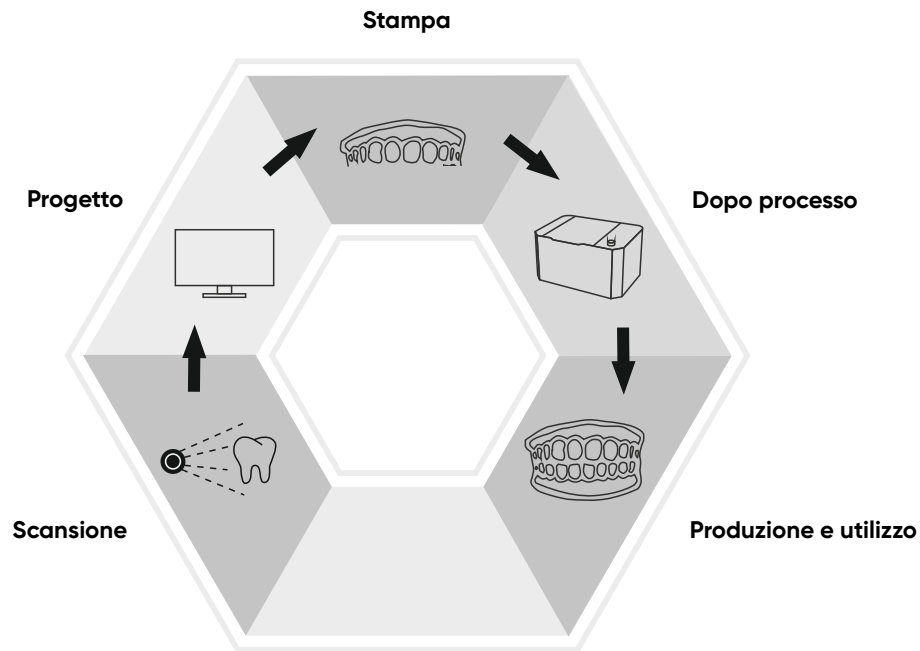 Stampa
Progetto
Dopo processo
Scansione
Produzione e utilizzo